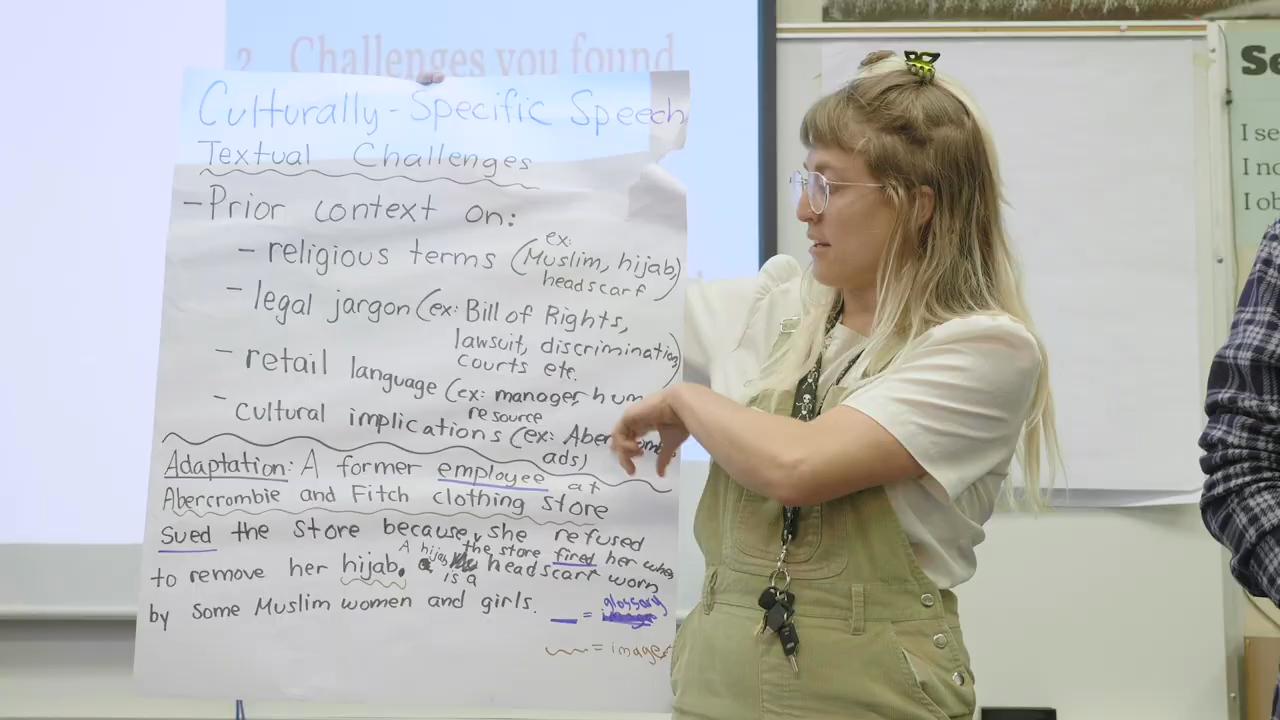 2. Challenges you found
Culturally-Specific Speech
Textual Challenges
- Prior context on:
- religious terms (ex: Muslim, hijab, headscarf)
- legal jargon (ex: Bill of Rights,
lawsuit, discrimination,
courts etc.
- retail language (ex: manager, hum
resource
- cultural implications (ex: Aber
ads)
Adaptation: A former employee at
Abercrombie and Fitch clothing store
sued the store because she refused
the store fired her when
to remove her hijab. A hijab is a headscarf worn
by some Muslim women and girls.
= glossary
= images
Se
I se
I no
I ob